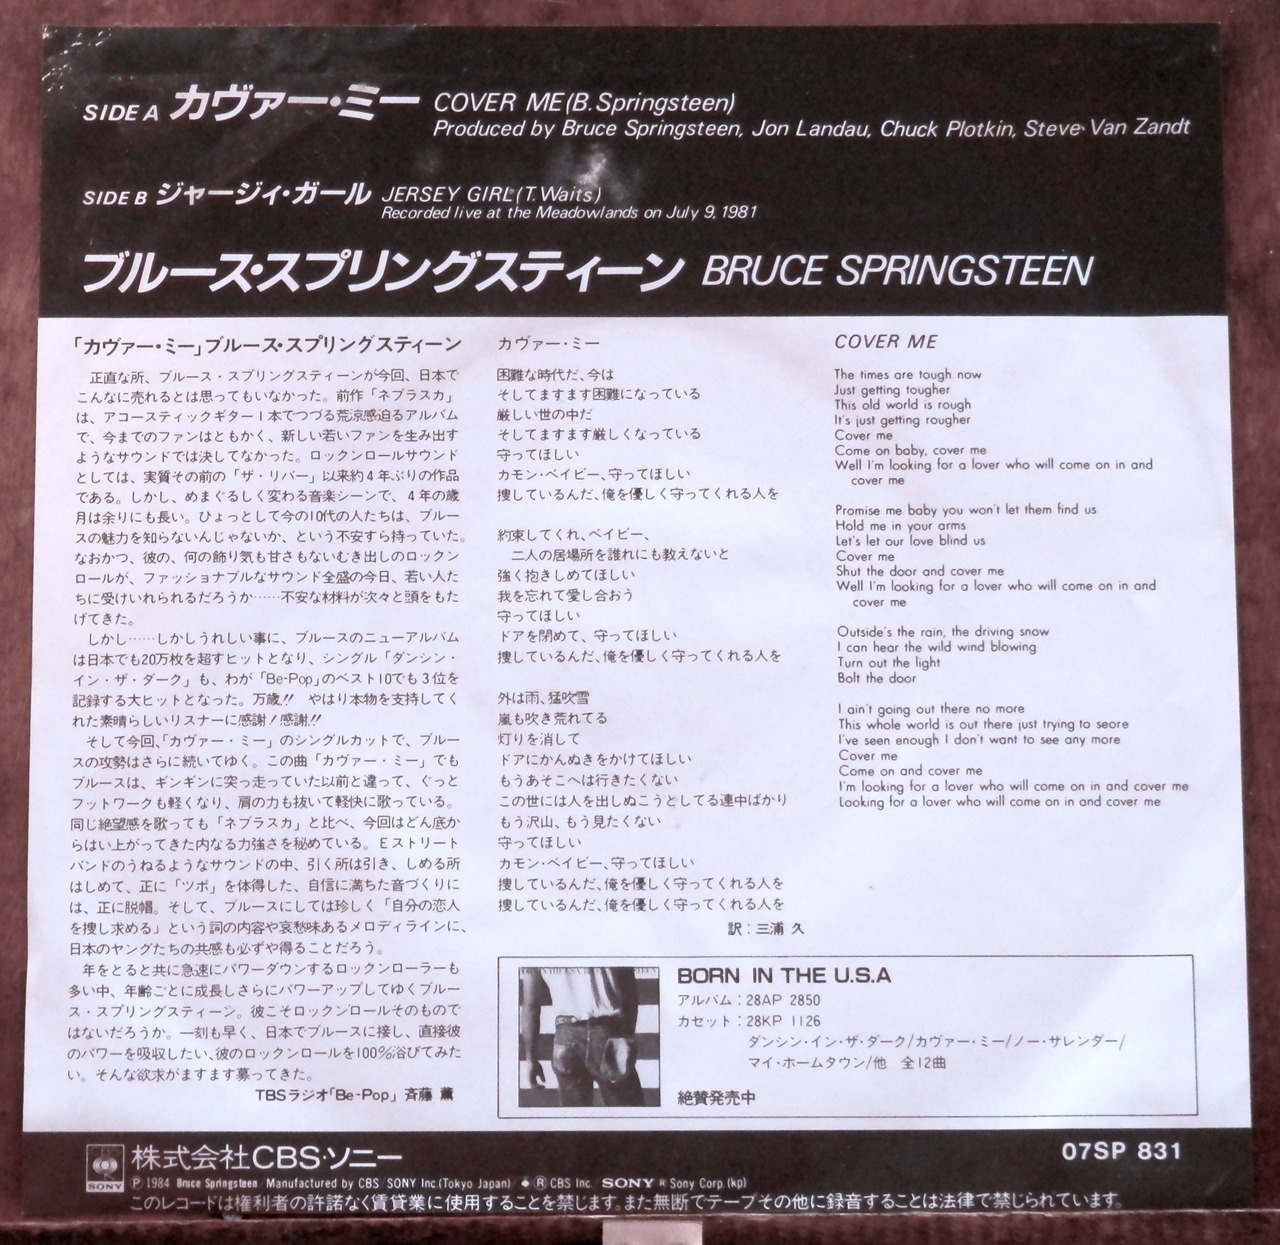 SIDE A カヴァー・ミー COVER ME (B. Springsteen)
Produced by Bruce Springsteen, Jon Landau, Chuck Plotkin, Steve Van Zandt
SIDE B ジャージィ・ガール JERSEY GIRL (T. Waits)
Recorded live at the Meadowlands on July 9, 1981
ブルース・スプリングスティーン BRUCE SPRINGSTEEN
「カヴァー・ミー」ブルース・スプリングスティーン
正直な所、ブルース・スプリングスティーンが今回、日本で
こんなに売れるとは思ってもいなかった。前作「ネブラスカ」
は、アコースティックギター1本でつづる荒涼感迫るアルバム
で、今までのファンはともかく、新しい若いファンを生み出す
ようなサウンドでは決してなかった。ロックンロールサウンド
としては、実質その前の「ザ・リバー」以来約4年ぶりの作品
である。しかし、めまぐるしく変わる音楽シーンで、4年の歳
月は余りにも長い。ひょっとして今の10代の人たちは、ブルー
スの魅力を知らないんじゃないか、という不安すら持っていた。
なおかつ、彼の、何の飾り気も甘さもないむき出しのロックン
ロールが、ファッショナブルなサウンド全盛の今日、若い人た
ちに受けいれられるだろうか……不安な材料が次々と頭をもた
げてきた。
しかし……しかしうれしい事に、ブルースのニューアルバム
は日本でも20万枚を超すヒットとなり、シングル「ダンシン・
イン・ザ・ダーク」も、わが「Be-Pop」のベスト10でも3位を
記録する大ヒットとなった。万歳!! やはり本物を支持してく
れた素晴らしいリスナーに感謝!感謝!!
そして今回、「カヴァー・ミー」のシングルカットで、ブルー
スの攻勢はさらに続いてゆく。この曲「カヴァー・ミー」でも
ブルースは、ギンギンに突っ走っていた以前と違って、ぐっと
フットワークも軽くなり、肩の力も抜いて軽快に歌っている。
同じ絶望感を歌っても「ネブラスカ」と比べ、今回はどん底か
らはい上がってきた内なる力強さを秘めている。Eストリート
バンドのうねるようなサウンドの中、引く所は引き、しめる所
はしめて、正に「ツボ」を体得した、自信に満ちた音づくりに
は、正に脱帽。そして、ブルースにしては珍しく「自分の恋人
を捜し求める」という詞の内容や哀愁味あるメロディラインに、
日本のヤングたちの共感も必ずや得ることだろう。
年をとると共に急速にパワーダウンするロックンローラーも
多い中、年齢ごとに成長しさらにパワーアップしてゆくブルー
ス・スプリングスティーン。彼こそロックンロールそのもので
はないだろうか。一刻も早く、日本でブルースに接し、直接彼
のパワーを吸収したい、彼のロックンロールを100%浴びてみた
い。そんな欲求がますます募ってきた。
TBSラジオ「Be-Pop」斉藤 薫
カヴァー・ミー
困難な時代だ、今は
そしてますます困難になっている
厳しい世の中だ
そしてますます厳しくなっている
守ってほしい
カモン・ベイビー、守ってほしい
捜しているんだ、俺を優しく守ってくれる人を
約束してくれ、ベイビー、
二人の居場所を誰れにも教えないと
強く抱きしめてほしい
我を忘れて愛し合おう
守ってほしい
ドアを閉めて、守ってほしい
捜しているんだ、俺を優しく守ってくれる人を
外は雨、猛吹雪
嵐も吹き荒れてる
灯りを消して
ドアにかんぬきをかけてほしい
もうあそこへは行きたくない
この世には人を出しぬこうとしてる連中ばかり
もう沢山、もう見たくない
守ってほしい
カモン・ベイビー、守ってほしい
捜しているんだ、俺を優しく守ってくれる人を
捜しているんだ、俺を優しく守ってくれる人を
訳：三浦 久
COVER ME
The times are tough now
Just getting tougher
This old world is rough
It's just getting rougher
Cover me
Come on baby, cover me
Well I'm looking for a lover who will come on in and
cover me
Promise me baby you won't let them find us
Hold me in your arms
Let's let our love blind us
Cover me
Shut the door and cover me
Well I'm looking for a lover who will come on in and
cover me
Outside's the rain, the driving snow
I can hear the wild wind blowing
Turn out the light
Bolt the door
I ain't going out there no more
This whole world is out there just trying to seore
I've seen enough I don't want to see any more
Cover me
Come on and cover me
I'm looking for a lover who will come on in and cover me
Looking for a lover who will come on in and cover me
BORN IN THE U.S.A
アルバム：28AP 2850
カセット：28KP 1126
ダンシン・イン・ザ・ダーク/カヴァー・ミー/ノー・サレンダー/
マイ・ホームタウン/他 全12曲
絶賛発売中
SONY
株式会社CBS・ソニー
07SP 831
Ⓟ 1984 Bruce Springsteen Manufactured by CBS/SONY Inc. (Tokyo Japan) ● Ⓡ CBS Inc. SONY ® Sony Corp. (kp)
このレコードは権利者の許諾なく賃貸業に使用することを禁じます。また無断でテープその他に録音することは法律で禁じられています。